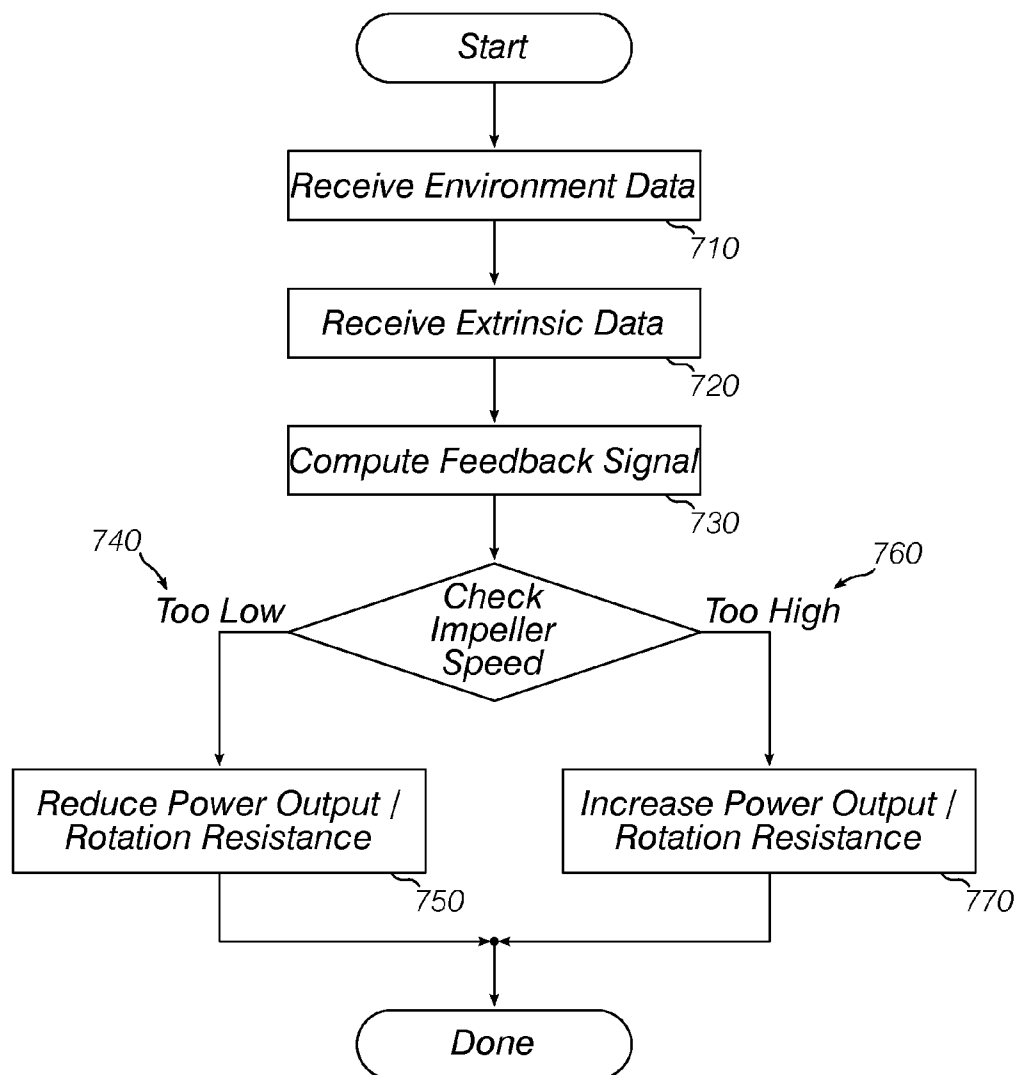 Start
Receive Environment Data
710
Receive Extrinsic Data
720
Compute Feedback Signal
730
740
760
Too Low
Check
Impeller
Speed
Too High
Reduce Power Output /
Rotation Resistance
750
Increase Power Output /
Rotation Resistance
770
Done